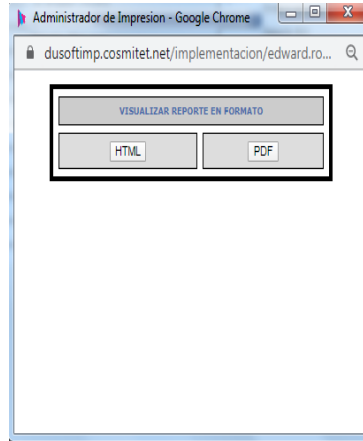 Administrador de Impresion - Google Chrome
dusoftimp.cosmitet.net/implementacion/edward.ro...
VISUALIZAR REPORTE EN FORMATO
HTML PDF